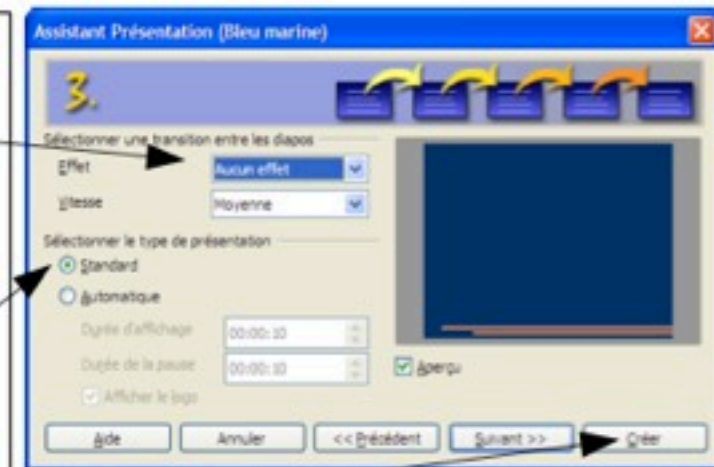 Assistant Présentation (Bleu marine)
3.
Sélectionner une transition entre les diapos
Effet Aucun effet
Vitesse Moyenne
Sélectionner le type de présentation
Standard
Automatique
Durée d'affichage 00:00:10
Durée de la pause 00:00:10
Afficher le logo
Aperçu
Aide Annuler << Précédent Suivant >> Créer